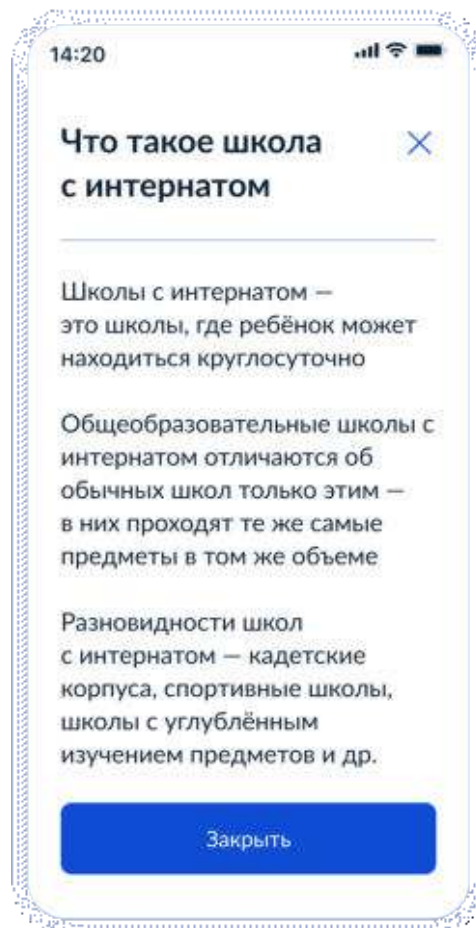 14:20
Что такое школа
с интернатом
Школы с интернатом —
это школы, где ребёнок может
находиться круглосуточно
Общеобразовательные школы с
интернатом отличаются об
обычных школ только этим —
в них проходят те же самые
предметы в том же объеме
Разновидности школ
с интернатом — кадетские
корпуса, спортивные школы,
школы с углублённым
изучением предметов и др.
Закрыть